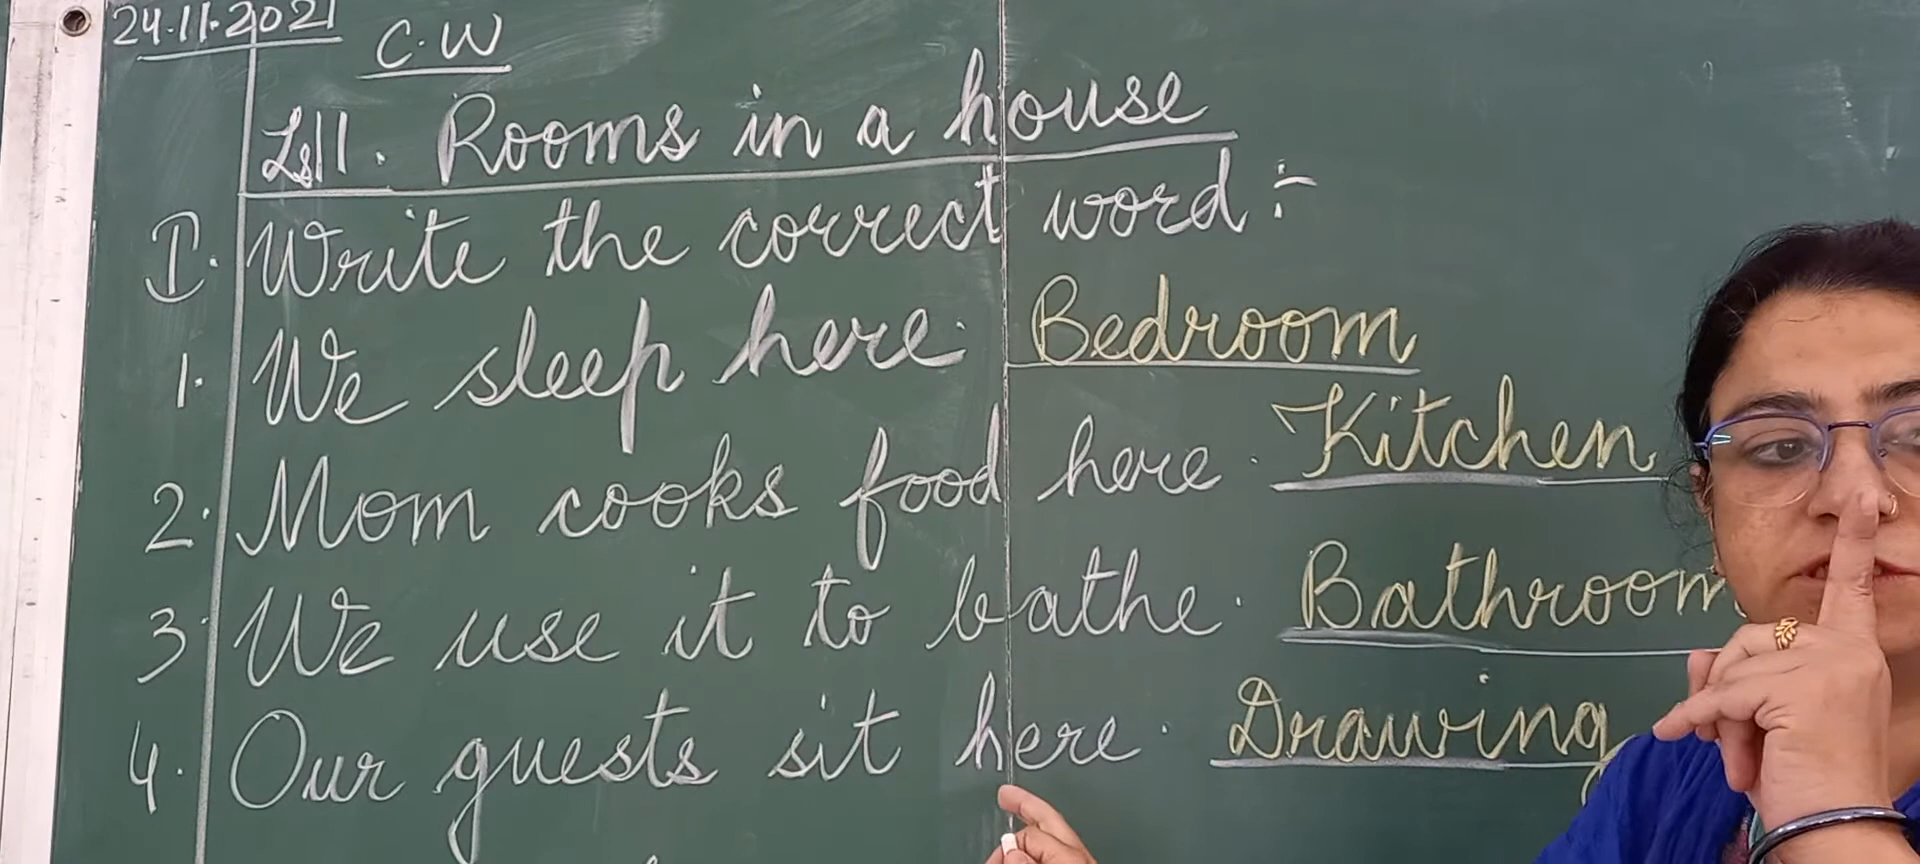 24.11.2021
C.W
Ls11. Rooms in a house
I. Write the correct word :-
1. We sleep here. Bedroom
2. Mom cooks food here. Kitchen
3. We use it to bathe. Bathroom
4. Our guests sit here. Drawing